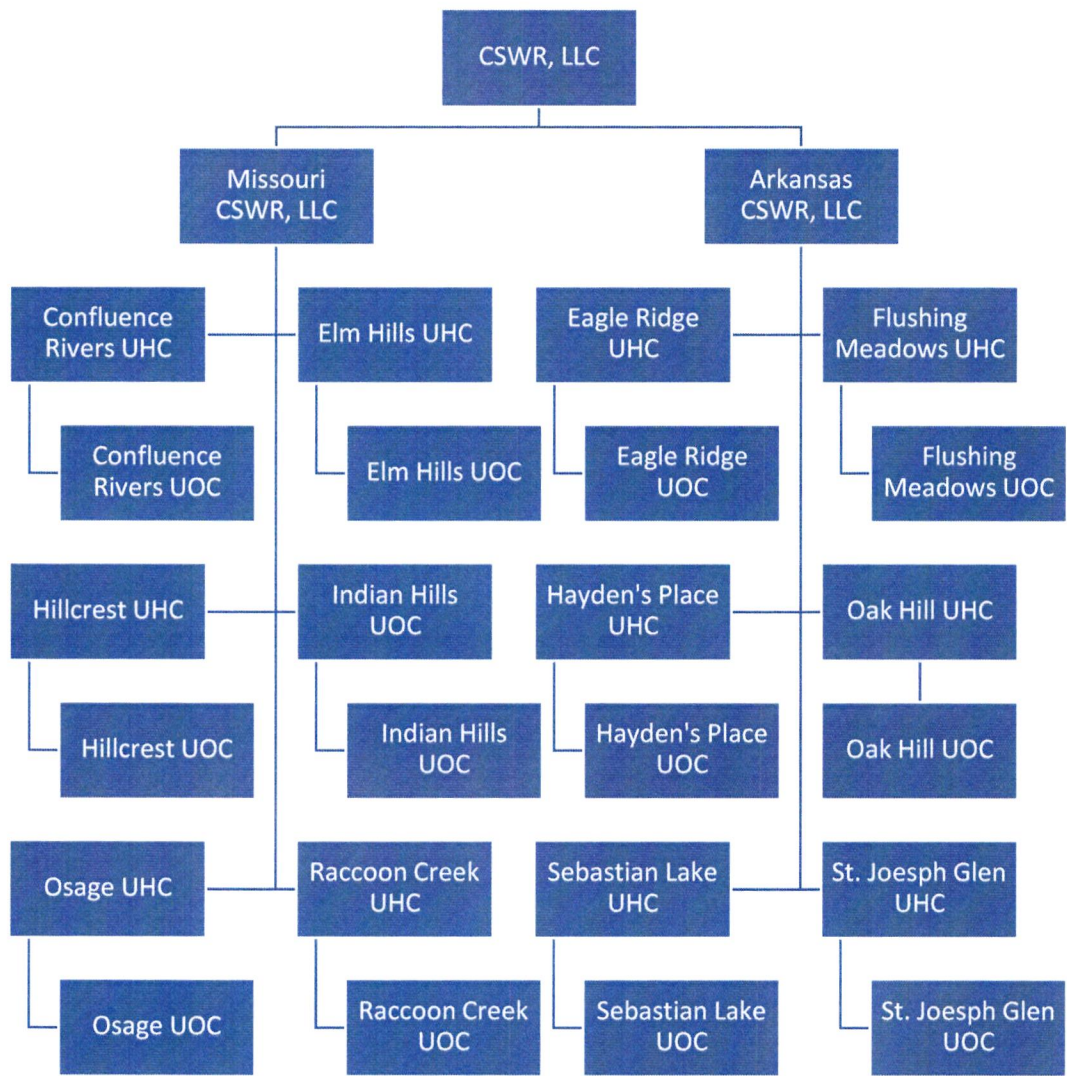 CSWR, LLC
Missouri
CSWR, LLC
Arkansas
CSWR, LLC
Confluence
Rivers UHC
Elm Hills UHC
Eagle Ridge
UHC
Flushing
Meadows UHC
Confluence
Rivers UOC
Elm Hills UOC
Eagle Ridge
UOC
Flushing
Meadows UOC
Hillcrest UHC
Indian Hills
UOC
Hayden's Place
UHC
Oak Hill UHC
Hillcrest UOC
Indian Hills
UOC
Hayden's Place
UOC
Oak Hill UOC
Osage UHC
Raccoon Creek
UHC
Sebastian Lake
UHC
St. Joesph Glen
UHC
Osage UOC
Raccoon Creek
UOC
Sebastian Lake
UOC
St. Joesph Glen
UOC